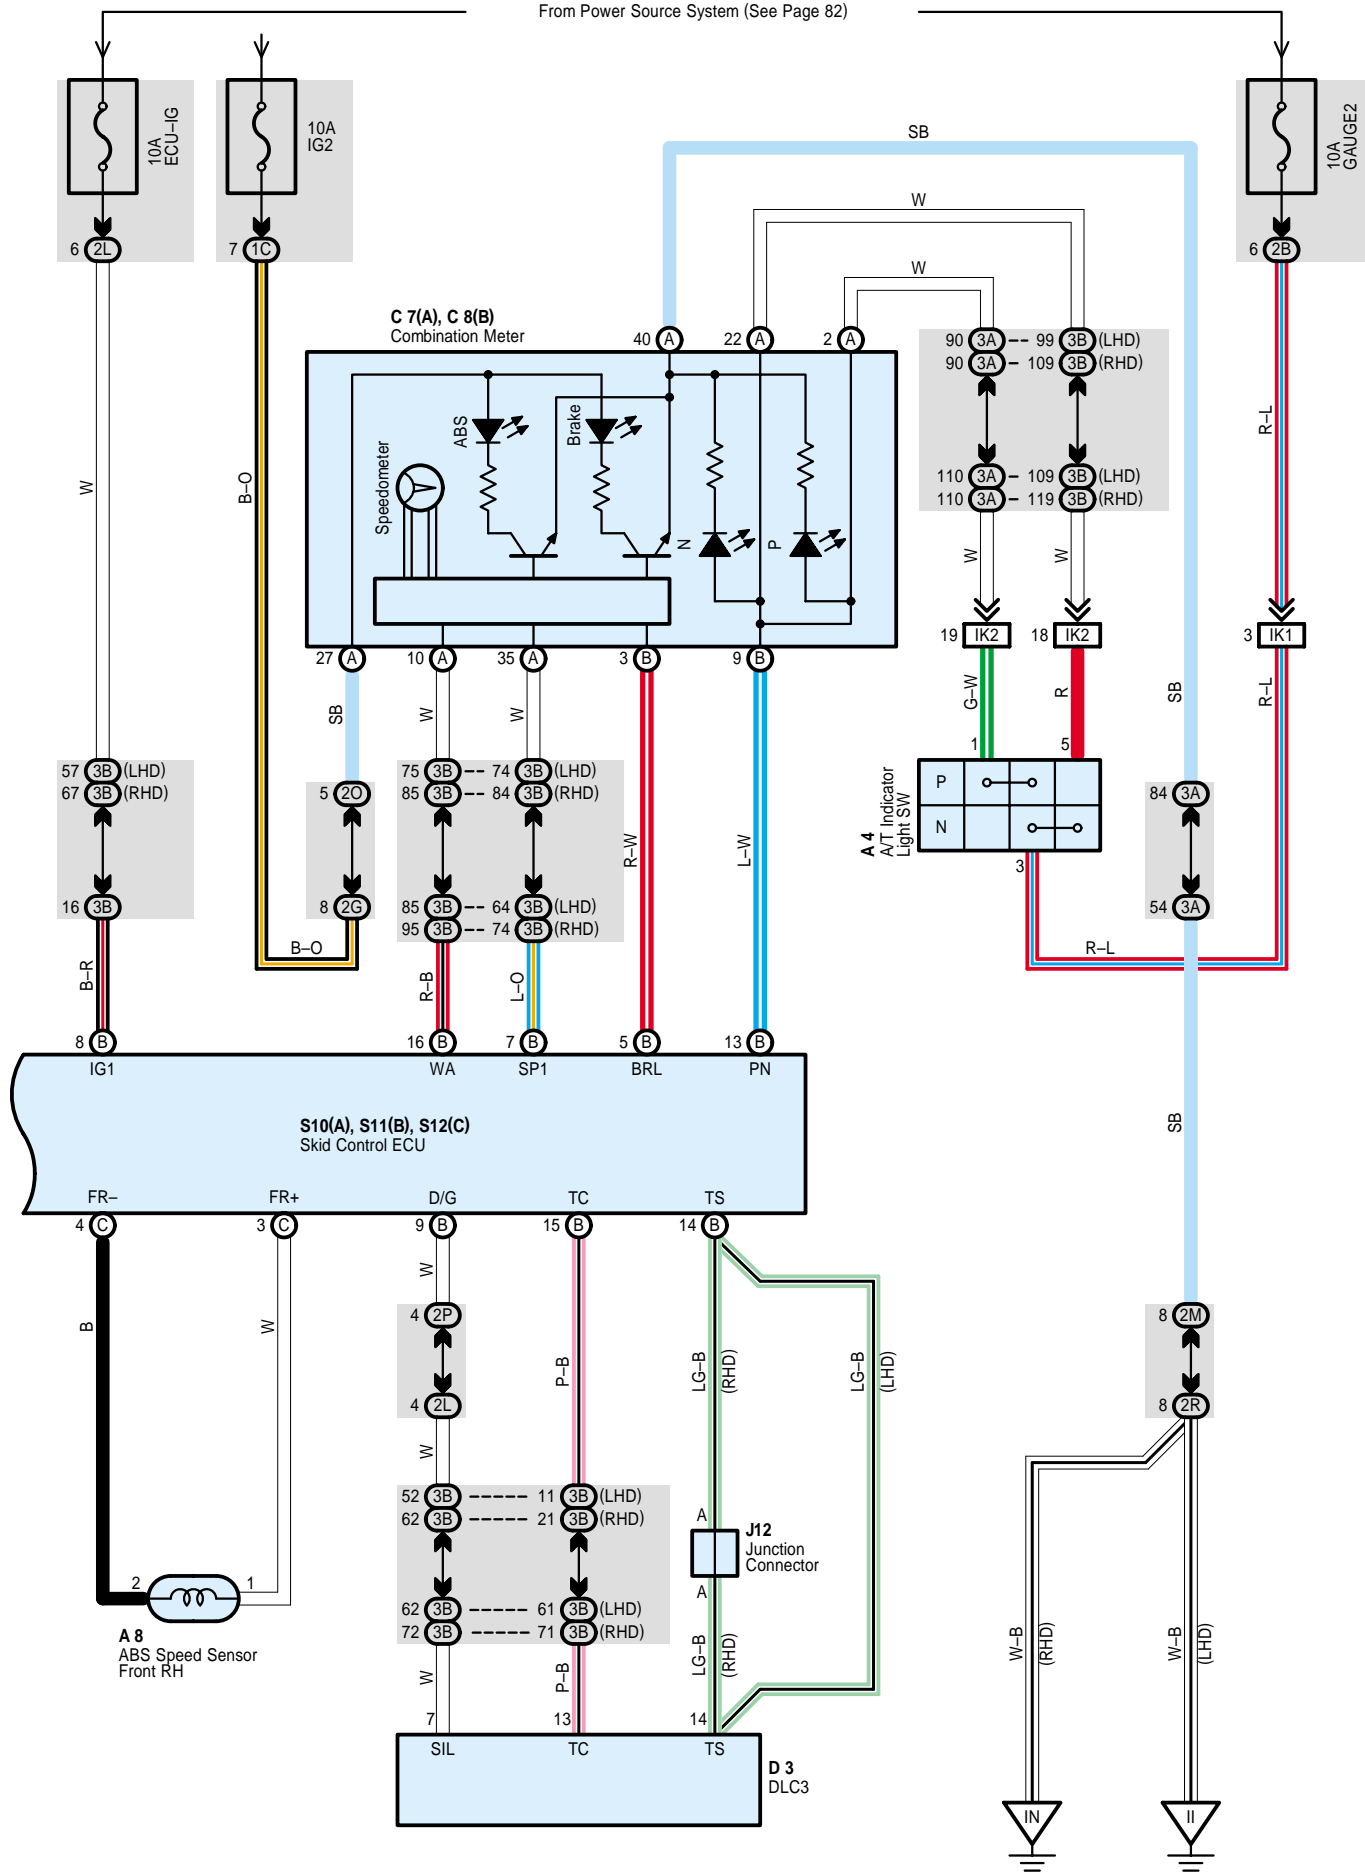 From Power Source System (See Page 82)
10A
ECU–IG
10A
IG2
10A
GAUGE2
SB
W
W
6 2L
7 1C
6 2B
C 7(A), C 8(B)
Combination Meter
40 A
22 A
2 A
90 3A 99 3B (LHD)
90 3A 109 3B (RHD)
ABS
Brake
Speedometer
N
P
W
B–O
R–L
110 3A 109 3B (LHD)
110 3A 119 3B (RHD)
W
W
19 IK2
18 IK2
3 IK1
27 A
10 A
35 A
3 B
9 B
SB
W
W
G–W
R
SB
R–L
1
5
57 3B (LHD)
67 3B (RHD)
5 2O
75 3B 74 3B (LHD)
85 3B 84 3B (RHD)
P
N
A 4
A/T Indicator
Light SW
84 3A
R–W
L–W
3
16 3B
8 2G
85 3B 64 3B (LHD)
95 3B 74 3B (RHD)
54 3A
B–O
R–L
B–R
R–B
L–O
8 B
16 B
7 B
5 B
13 B
IG1
WA
SP1
BRL
PN
S10(A), S11(B), S12(C)
Skid Control ECU
SB
FR–
FR+
D/G
TC
TS
4 C
3 C
9 B
15 B
14 B
W
B
W
4 2P
P–B
LG–B
(RHD)
LG–B
(LHD)
8 2M
4 2L
8 2R
W
52 3B 11 3B (LHD)
62 3B 21 3B (RHD)
A
J12
Junction
Connector
A
2
1
62 3B 61 3B (LHD)
72 3B 71 3B (RHD)
A 8
ABS Speed Sensor
Front RH
W
P–B
LG–B
(RHD)
W–B
(RHD)
W–B
(LHD)
7
13
14
SIL
TC
TS
D 3
DLC3
IN
II